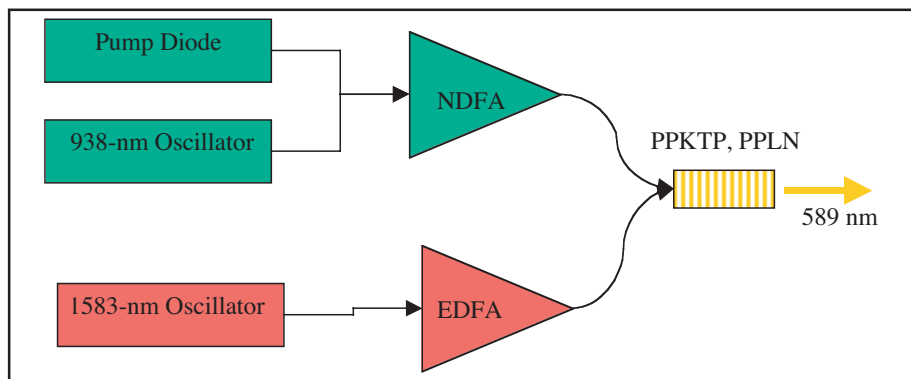 Pump Diode
938-nm Oscillator
NDFA
PPKTP, PPLN
589 nm
1583-nm Oscillator
EDFA